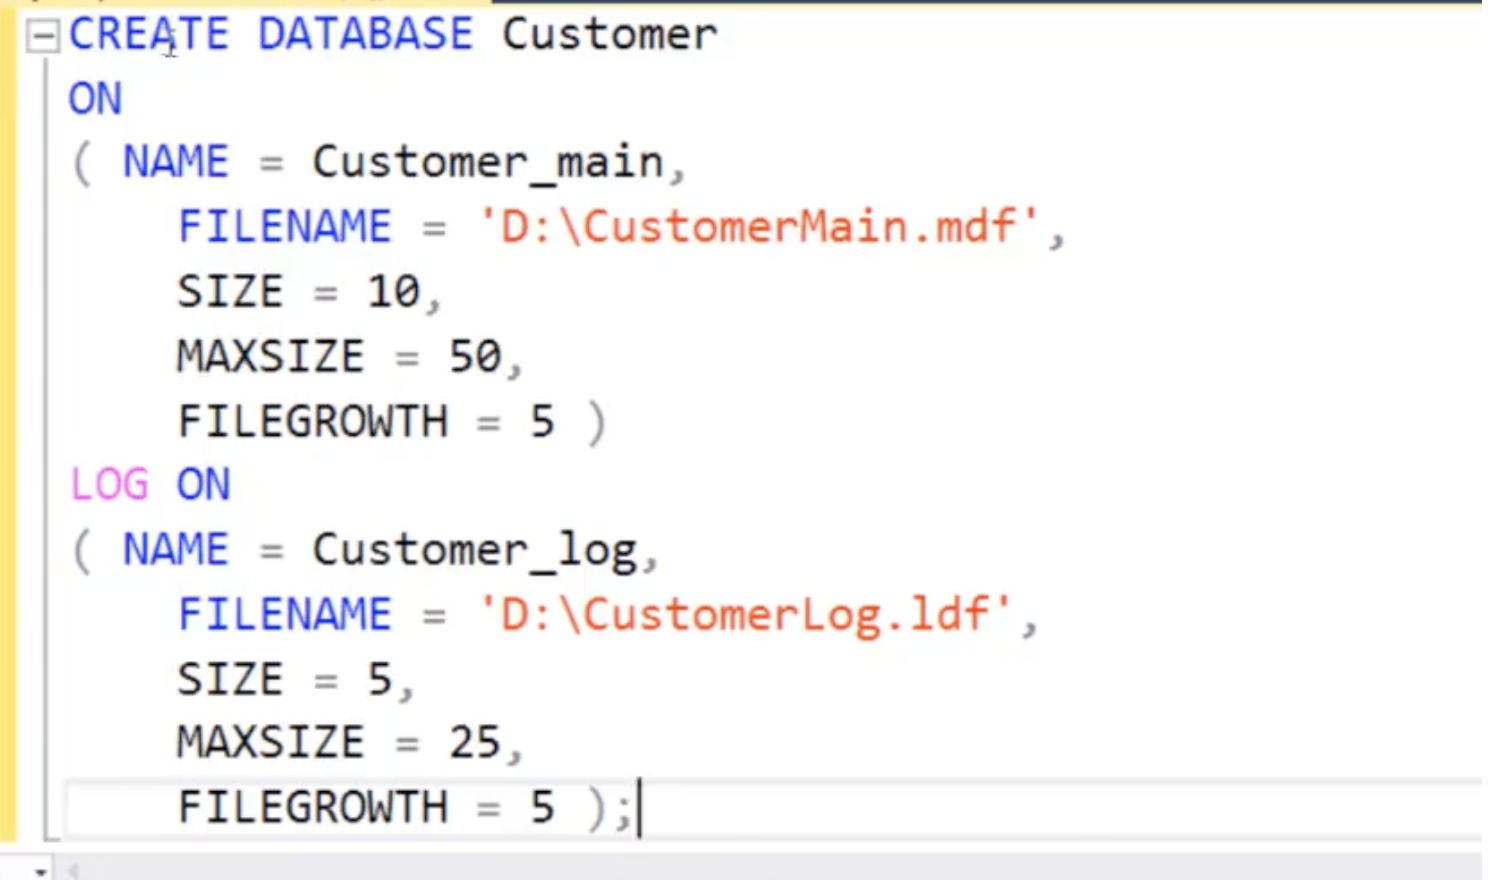 CREATE DATABASE Customer
ON
( NAME = Customer_main,
    FILENAME = 'D:\CustomerMain.mdf',
    SIZE = 10,
    MAXSIZE = 50,
    FILEGROWTH = 5 )
LOG ON
( NAME = Customer_log,
    FILENAME = 'D:\CustomerLog.ldf',
    SIZE = 5,
    MAXSIZE = 25,
    FILEGROWTH = 5 );